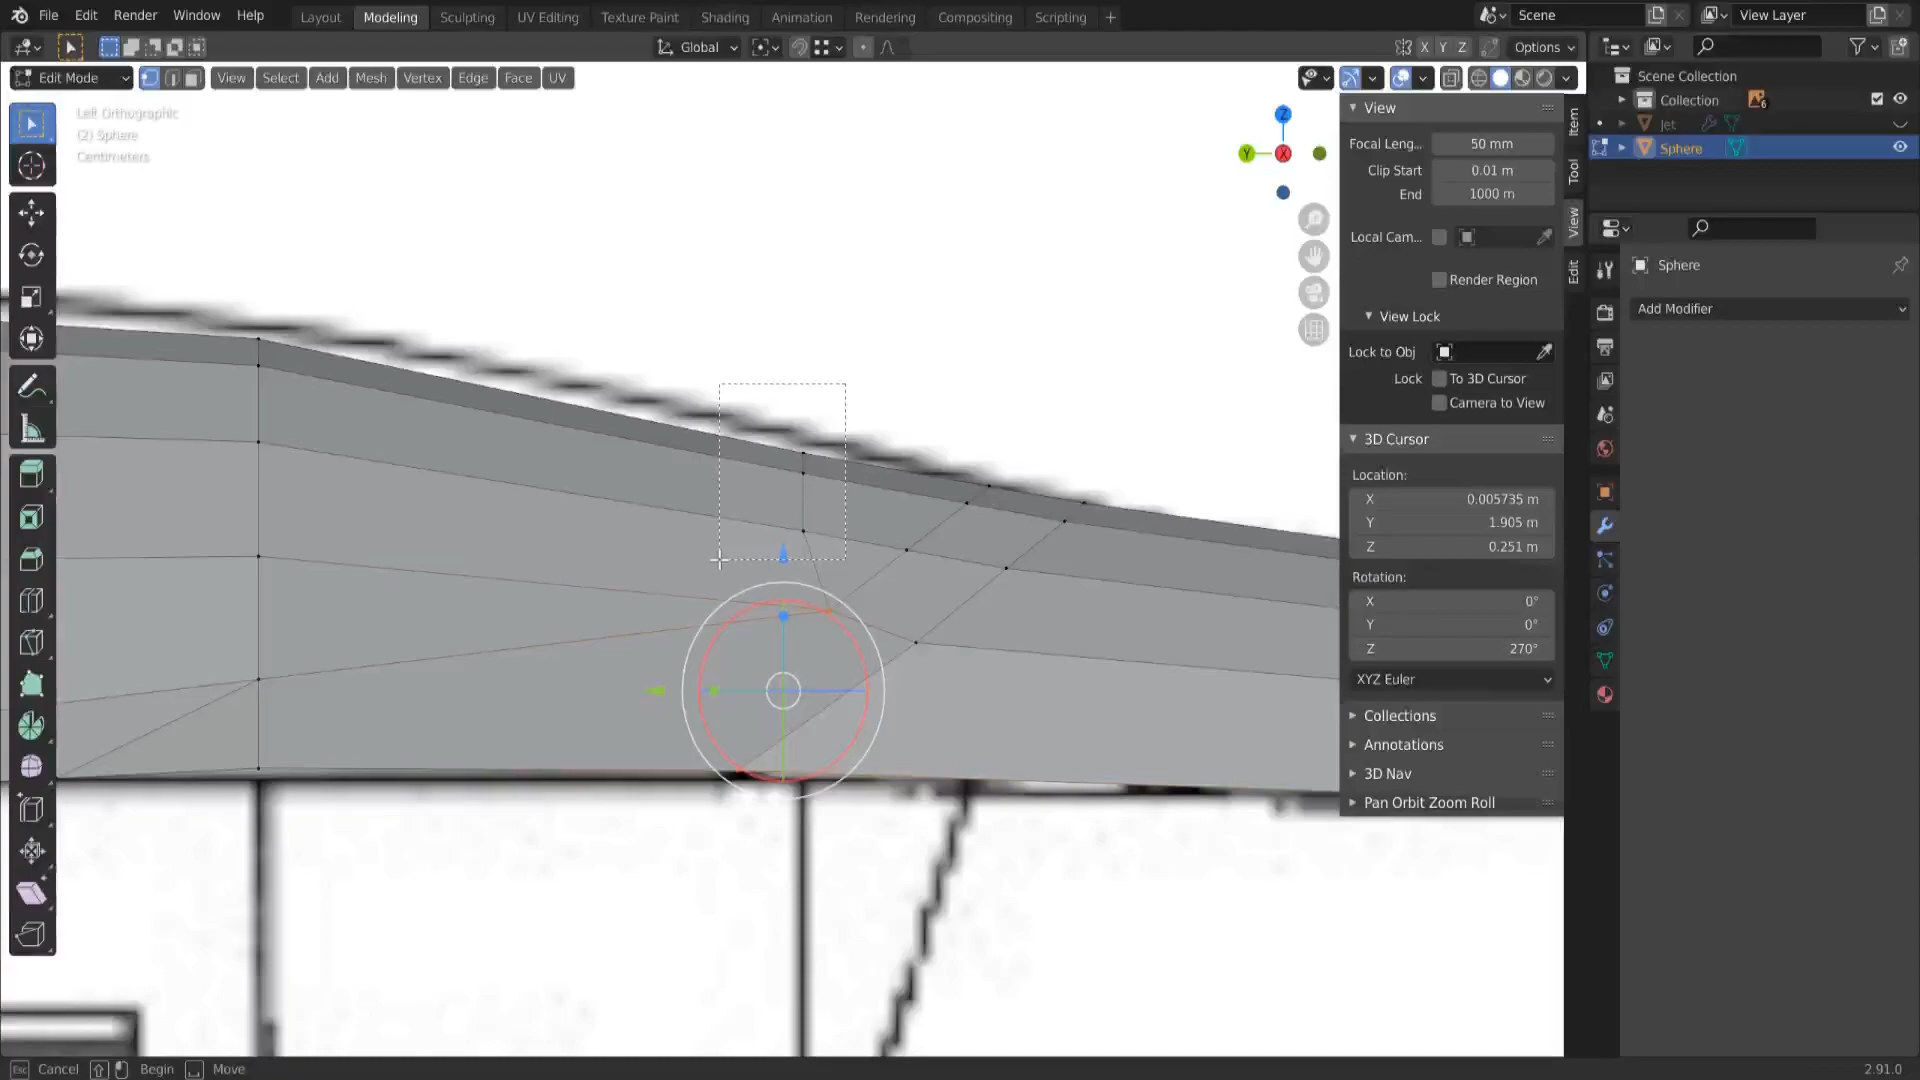 File Edit Render Window Help Layout Modeling Sculpting UV Editing Texture Paint Shading Animation Rendering Compositing Scripting + Scene View Layer
Global X Y Z Options
Edit Mode View Select Add Mesh Vertex Edge Face UV
Left Orthographic
(2) Sphere
Centimeters
Z
Y
X
View
Focal Leng... 50 mm
Clip Start 0.01 m
End 1000 m
Local Cam...
Render Region
View Lock
Lock to Obj
Lock To 3D Cursor
Camera to View
3D Cursor
Location:
X 0.005735 m
Y 1.905 m
Z 0.251 m
Rotation:
X 0°
Y 0°
Z 270°
XYZ Euler
Collections
Annotations
3D Nav
Pan Orbit Zoom Roll
Item
Tool
View
Edit
Scene Collection
Collection 6
Jet
Sphere
Sphere
Add Modifier
Esc Cancel Begin Move 2.91.0